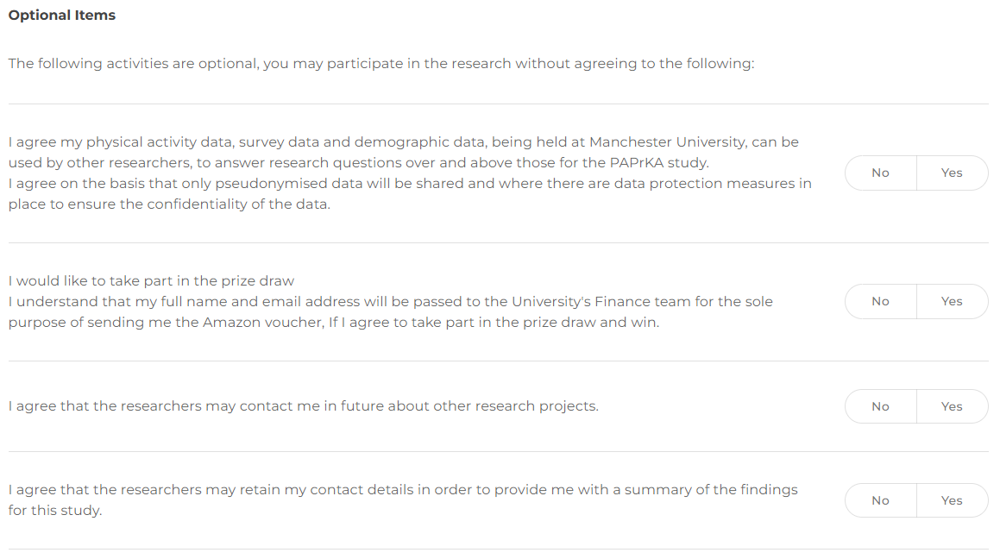 Optional Items
The following activities are optional, you may participate in the research without agreeing to the following:
I agree my physical activity data, survey data and demographic data, being held at Manchester University, can be
used by other researchers, to answer research questions over and above those for the PAPrKA study.
I agree on the basis that only pseudonymised data will be shared and where there are data protection measures in
place to ensure the confidentiality of the data.
No Yes
I would like to take part in the prize draw
I understand that my full name and email address will be passed to the University's Finance team for the sole
purpose of sending me the Amazon voucher, If I agree to take part in the prize draw and win.
No Yes
I agree that the researchers may contact me in future about other research projects.
No Yes
I agree that the researchers may retain my contact details in order to provide me with a summary of the findings
for this study.
No Yes